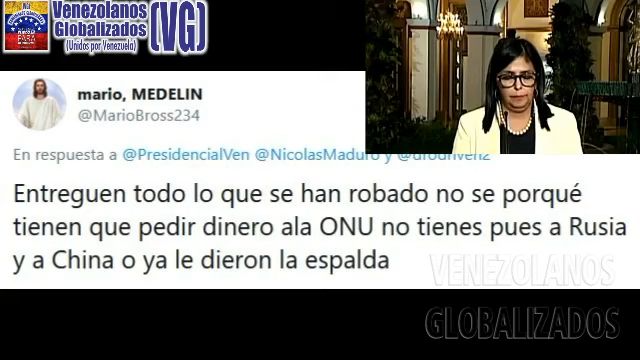 Venezolanos
Globalizados
(Unidos por Venezuela)
(VG)
mario, MEDELIN
@MarioBross234
En respuesta a @PresidencialVen @NicolasMaduro y @drodriven2
Entreguen todo lo que se han robado no se porqué
tienen que pedir dinero ala ONU no tienes pues a Rusia
y a China o ya le dieron la espalda
VENEZOLANOS
GLOBALIZADOS